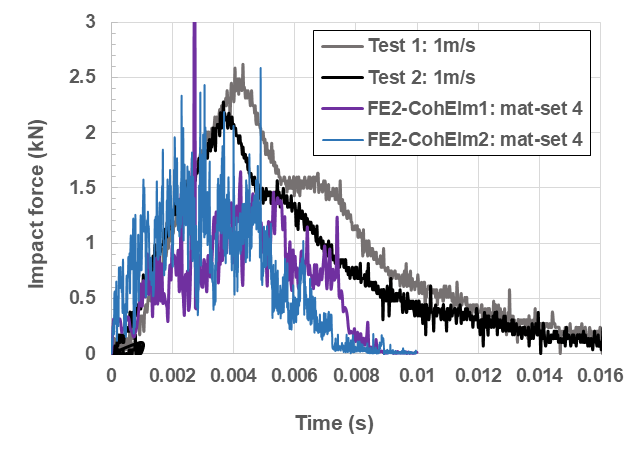 3
2.5
2
1.5
1
0.5
0
Impact force (kN)
Test 1: 1m/s
Test 2: 1m/s
FE2-CohElm1: mat-set 4
FE2-CohElm2: mat-set 4
0 0.002 0.004 0.006 0.008 0.01 0.012 0.014 0.016
Time (s)